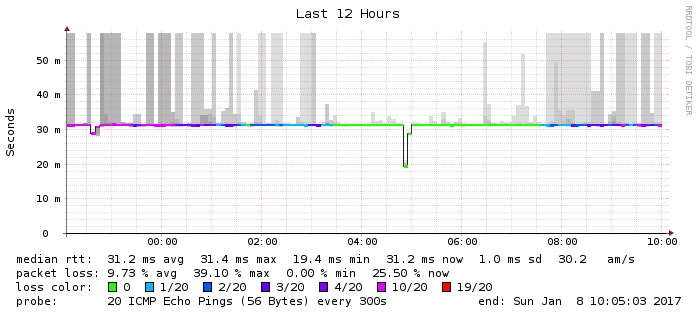 Last 12 Hours
RRDTOOL / TOBI OETIKER
Seconds
50 m
40 m
30 m
20 m
10 m
0
00:00 02:00 04:00 06:00 08:00 10:00
median rtt: 31.2 ms avg 31.4 ms max 19.4 ms min 31.2 ms now 1.0 ms sd 30.2 am/s
packet loss: 9.73 % avg 39.10 % max 0.00 % min 25.50 % now
loss color: 0 1/20 2/20 3/20 4/20 10/20 19/20
probe: 20 ICMP Echo Pings (56 Bytes) every 300s end: Sun Jan 8 10:05:03 2017